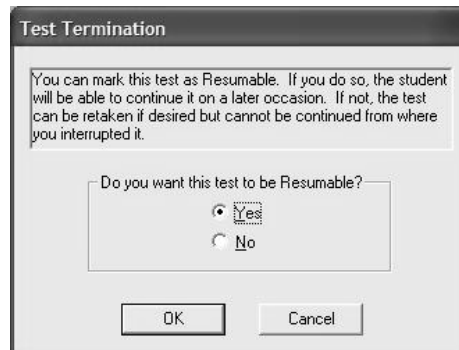 Test Termination
You can mark this test as Resumable. If you do so, the student
will be able to continue it on a later occasion. If not, the test
can be retaken if desired but cannot be continued from where
you interrupted it.
Do you want this test to be Resumable?
Yes
No
OK
Cancel